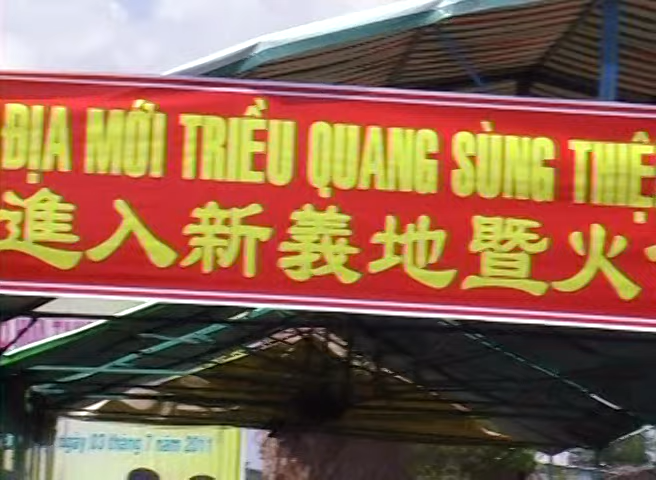 ĐỊA MỚI TRIỀU QUANG SÙNG THIỆ
進入新義地暨火
ngày 03 tháng 7 năm 2011